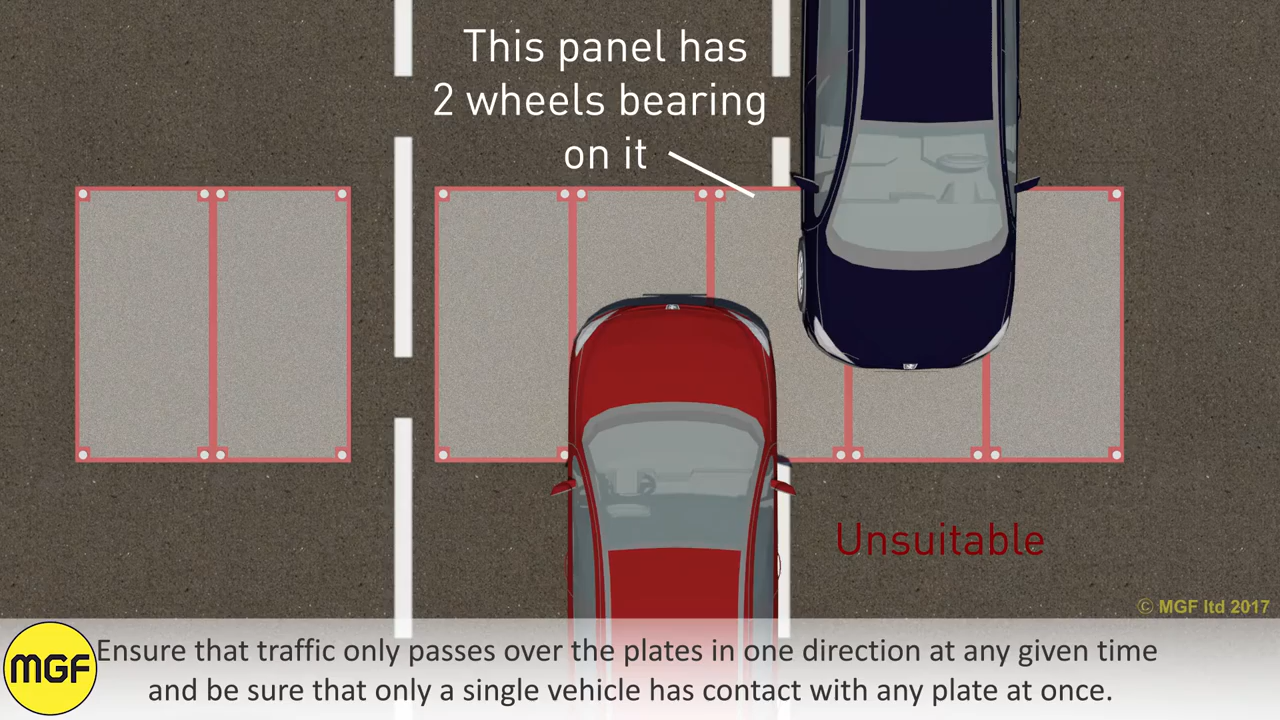 This panel has
2 wheels bearing
on it
Unsuitable
© MGF ltd 2017
MGF
Ensure that traffic only passes over the plates in one direction at any given time
and be sure that only a single vehicle has contact with any plate at once.